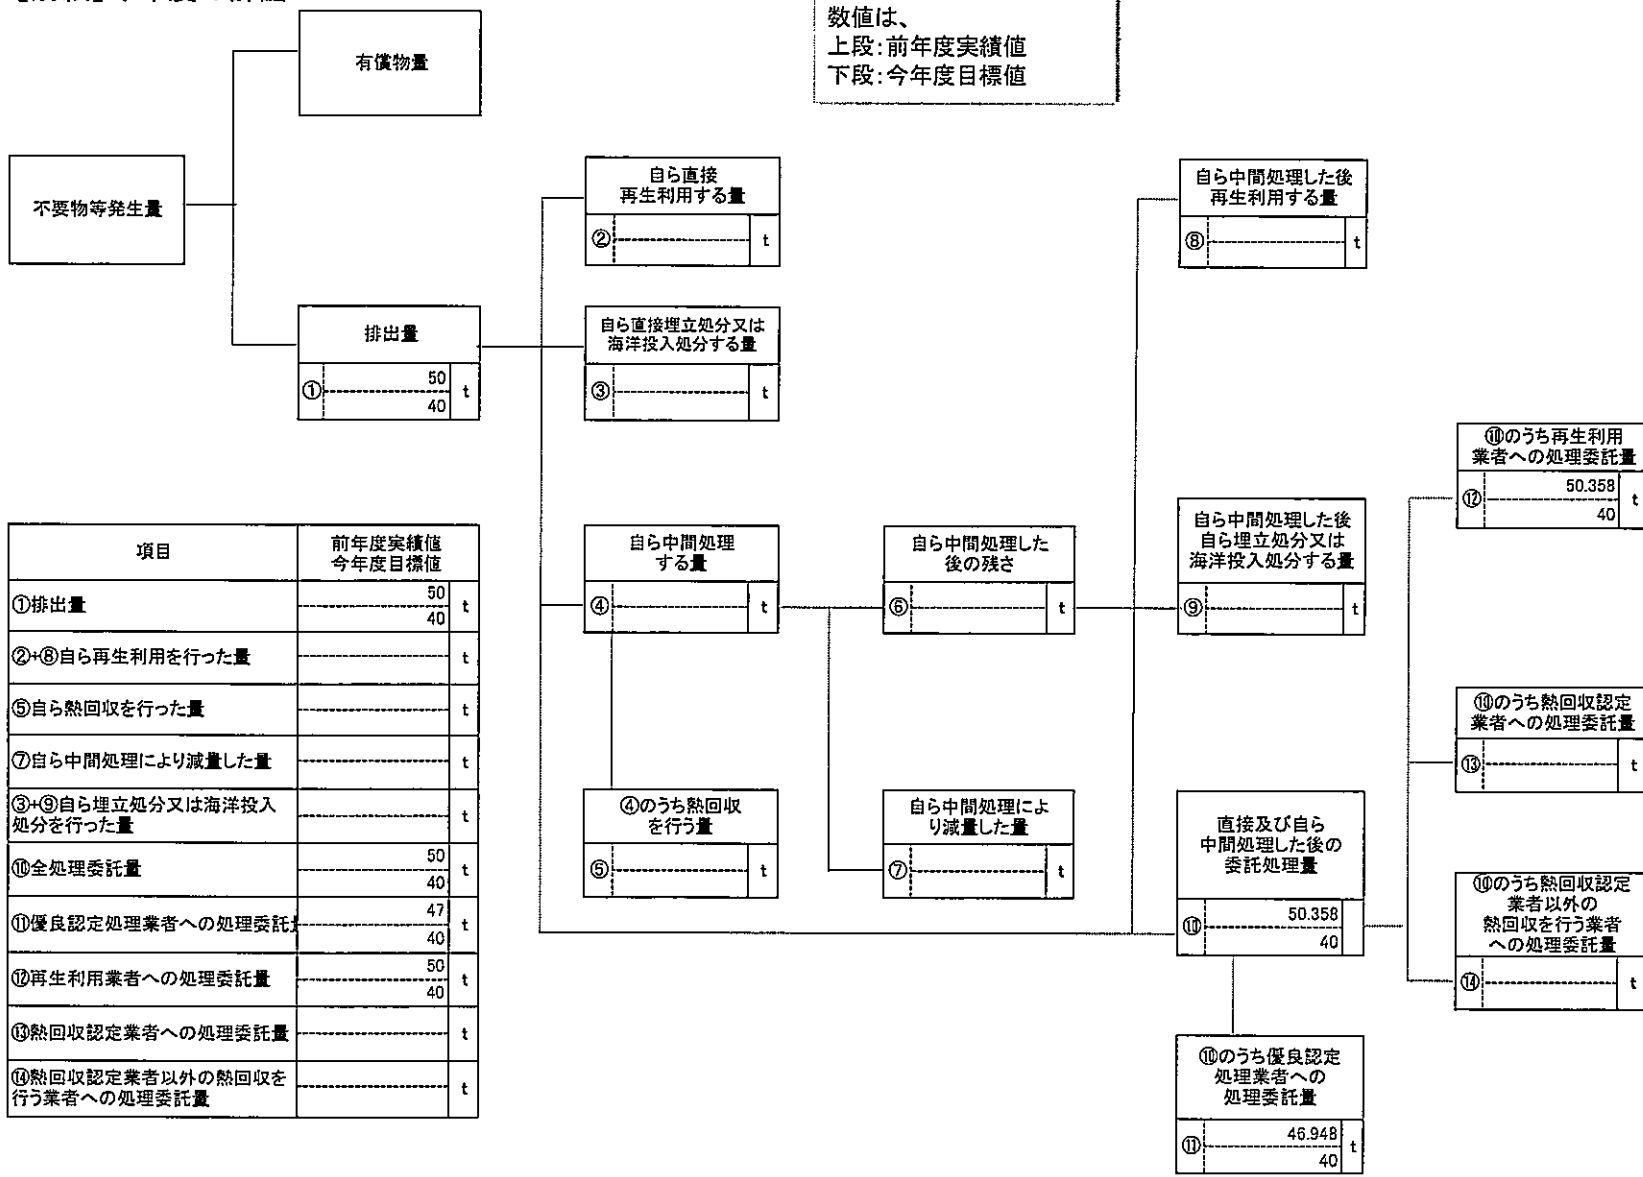 数値は、
上段:前年度実績値
下段:今年度目標値
有償物量
不要物等発生量
排出量
① 50 t
40
自ら直接
再生利用する量
② t
自ら直接埋立処分又は
海洋投入処分する量
③ t
自ら中間処理
する量
④ t
④のうち熱回収
を行う量
⑤ t
自ら中間処理した
後の残さ
⑥ t
自ら中間処理によ
り減量した量
⑦ t
自ら中間処理した後
再生利用する量
⑧ t
自ら中間処理した後
自ら埋立処分又は
海洋投入処分する量
⑨ t
直接及び自ら
中間処理した後の
委託処理量
⑩ 50.358
40
⑩のうち優良認定
処理業者への
処理委託量
⑪ 46.948 t
40
⑩のうち再生利用
業者への処理委託量
⑫ 50.358 t
40
⑩のうち熱回収認定
業者への処理委託量
⑬ t
⑩のうち熱回収認定
業者以外の
熱回収を行う業者
への処理委託量
⑭ t
項目 前年度実績値
今年度目標値
①排出量 50 t
40
②+⑧自ら再生利用を行った量 t
⑤自ら熱回収を行った量 t
⑦自ら中間処理により減量した量 t
③+⑨自ら埋立処分又は海洋投入
処分を行った量 t
⑩全処理委託量 50 t
40
⑪優良認定処理業者への処理委託 47 t
40
⑫再生利用業者への処理委託量 50 t
40
⑬熱回収認定業者への処理委託量 t
⑭熱回収認定業者以外の熱回収を
行う業者への処理委託量 t